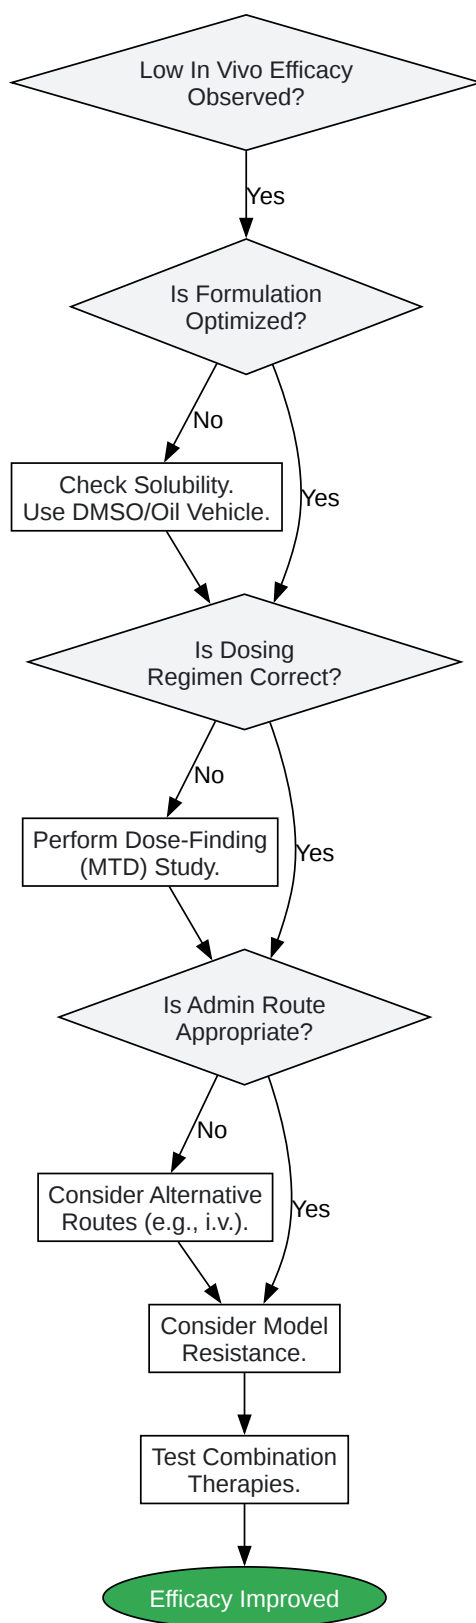 Low In Vivo Efficacy
Observed?
Yes
Is Formulation
Optimized?
No
Check Solubility.
Use DMSO/Oil Vehicle.
Yes
Is Dosing
Regimen Correct?
No
Perform Dose-Finding
(MTD) Study.
Yes
Is Admin Route
Appropriate?
No
Consider Alternative
Routes (e.g., i.v.).
Yes
Consider Model
Resistance.
Test Combination
Therapies.
Efficacy Improved